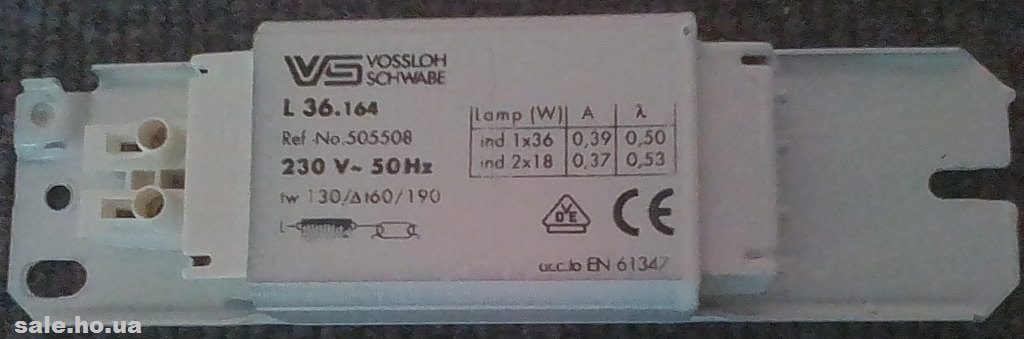 VS VOSSLOH
SCHWABE
L 36.164
Ref-No.505508
230 V~ 50Hz
tw 130/Δt60/190
L
Lamp (W) A λ
ind 1x36 0,39 0,50
ind 2x18 0,37 0,53
VDE CE
acc.to EN 61347
sale.ho.ua